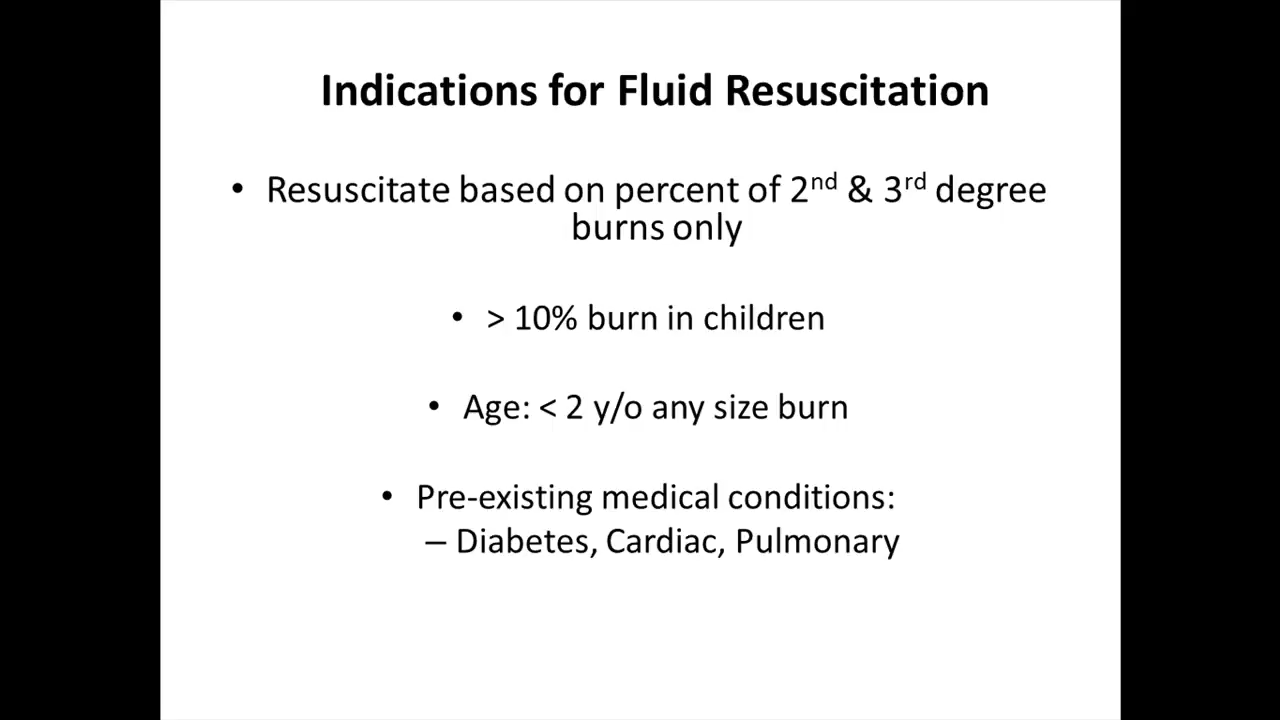 Indications for Fluid Resuscitation
• Resuscitate based on percent of 2nd & 3rd degree
burns only
• > 10% burn in children
• Age: < 2 y/o any size burn
• Pre-existing medical conditions:
– Diabetes, Cardiac, Pulmonary